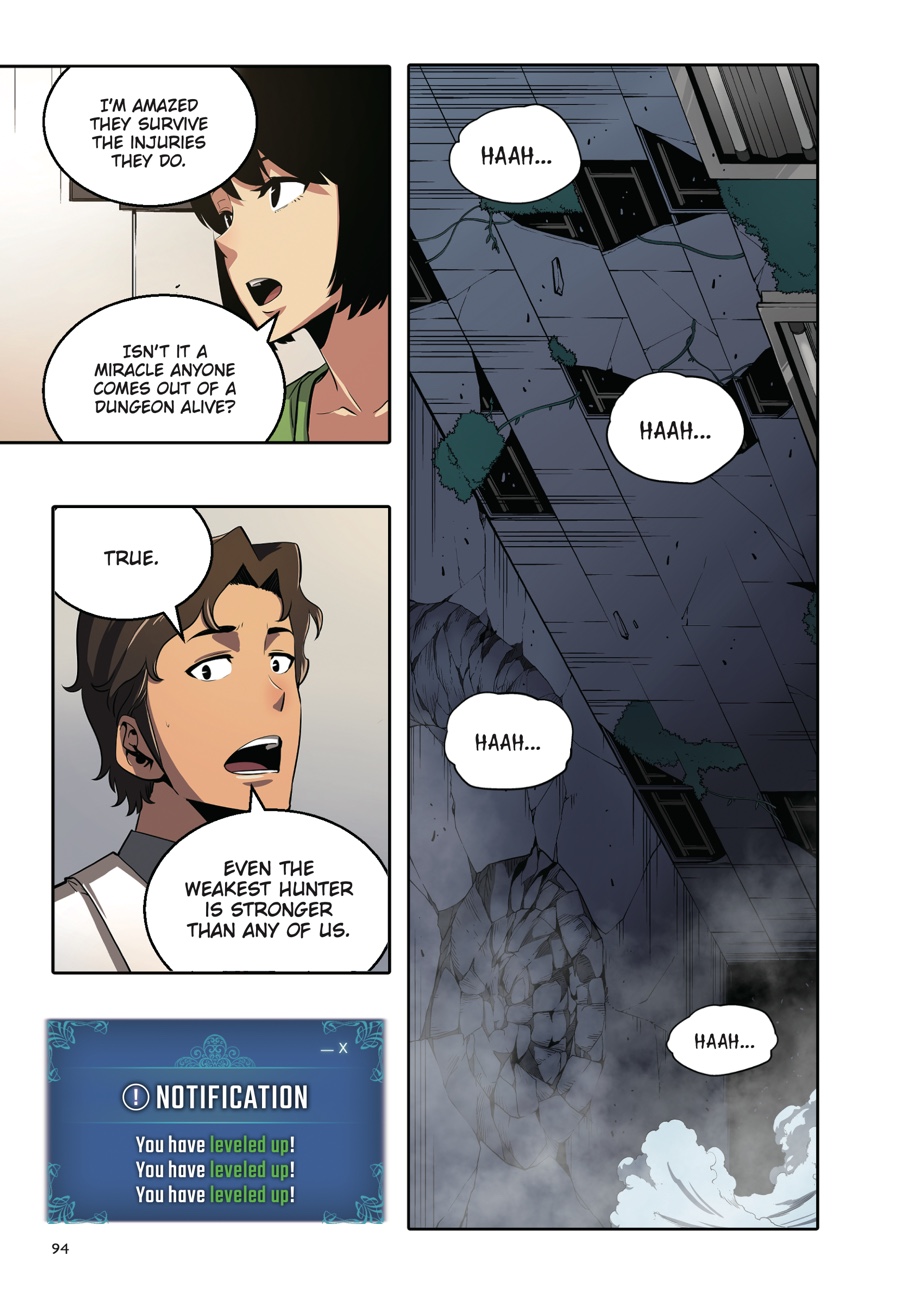 I'M AMAZED
THEY SURVIVE
THE INJURIES
THEY DO.
ISN'T IT A
MIRACLE ANYONE
COMES OUT OF A
DUNGEON ALIVE?
TRUE.
EVEN THE
WEAKEST HUNTER
IS STRONGER
THAN ANY OF US.
— X
! NOTIFICATION
You have leveled up!
You have leveled up!
You have leveled up!
HAAH...
HAAH...
HAAH...
HAAH...
94